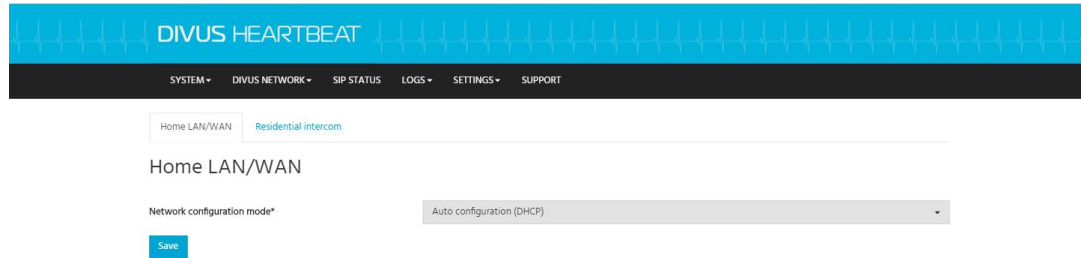 DIVUS HEARTBEAT
SYSTEM DIVUS NETWORK SIP STATUS LOGS SETTINGS SUPPORT
Home LAN/WAN Residential intercom
Home LAN/WAN
Network configuration mode* Auto configuration (DHCP)
Save